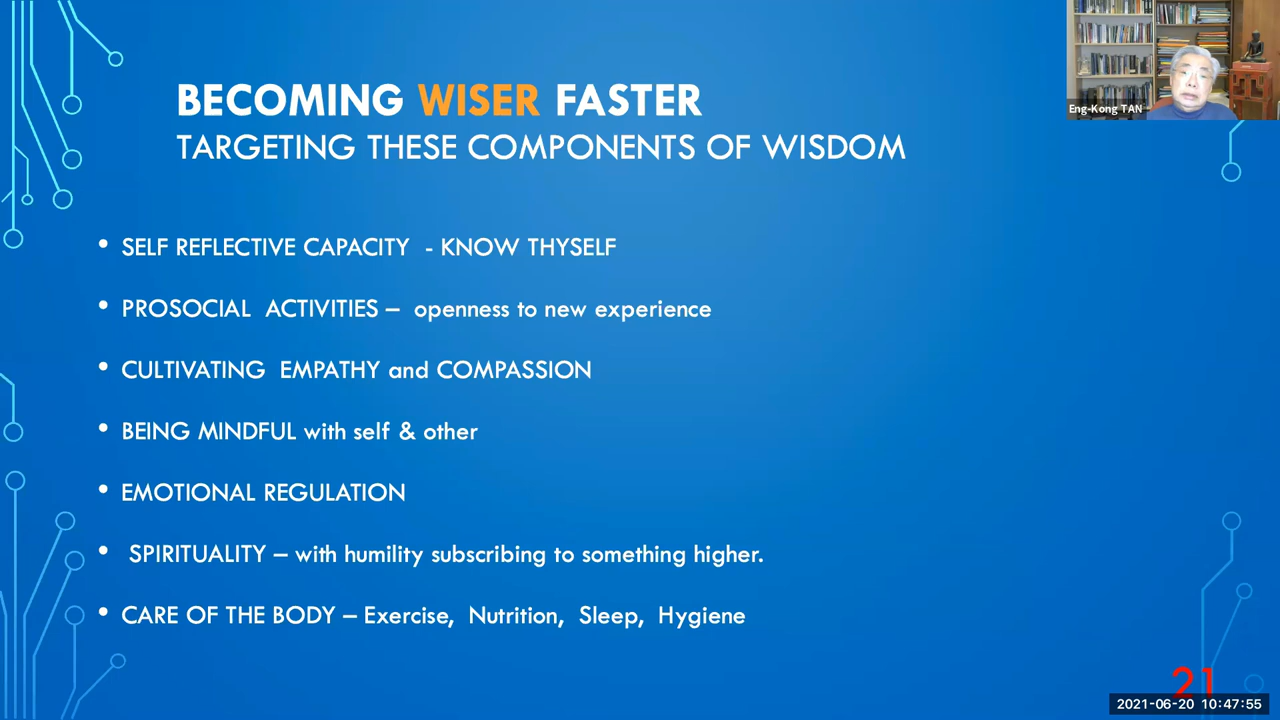 BECOMING WISER FASTER
TARGETING THESE COMPONENTS OF WISDOM
Eng-Kong TAN
• SELF REFLECTIVE CAPACITY - KNOW THYSELF
• PROSOCIAL ACTIVITIES – openness to new experience
• CULTIVATING EMPATHY and COMPASSION
• BEING MINDFUL with self & other
• EMOTIONAL REGULATION
• SPIRITUALITY – with humility subscribing to something higher.
• CARE OF THE BODY – Exercise, Nutrition, Sleep, Hygiene
21
2021-06-20 10:47:55